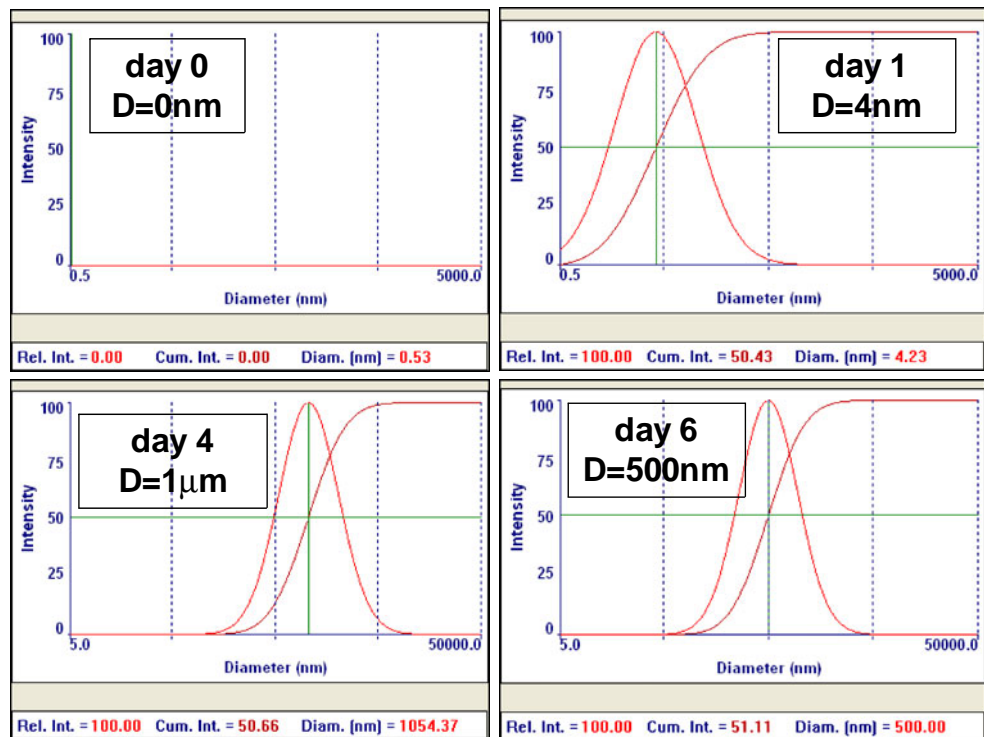 100
75
50
25
0
Intensity
day 0
D=0nm
0.5
5000.0
Diameter (nm)
Rel. Int. = 0.00 Cum. Int. = 0.00 Diam. (nm) = 0.53
100
75
50
25
0
Intensity
day 1
D=4nm
0.5
5000.0
Diameter (nm)
Rel. Int. = 100.00 Cum. Int. = 50.43 Diam. (nm) = 4.23
100
75
50
25
0
Intensity
day 4
D=1μm
5.0
50000.0
Diameter (nm)
Rel. Int. = 100.00 Cum. Int. = 50.66 Diam. (nm) = 1054.37
100
75
50
25
0
Intensity
day 6
D=500nm
5.0
50000.0
Diameter (nm)
Rel. Int. = 100.00 Cum. Int. = 51.11 Diam. (nm) = 500.00